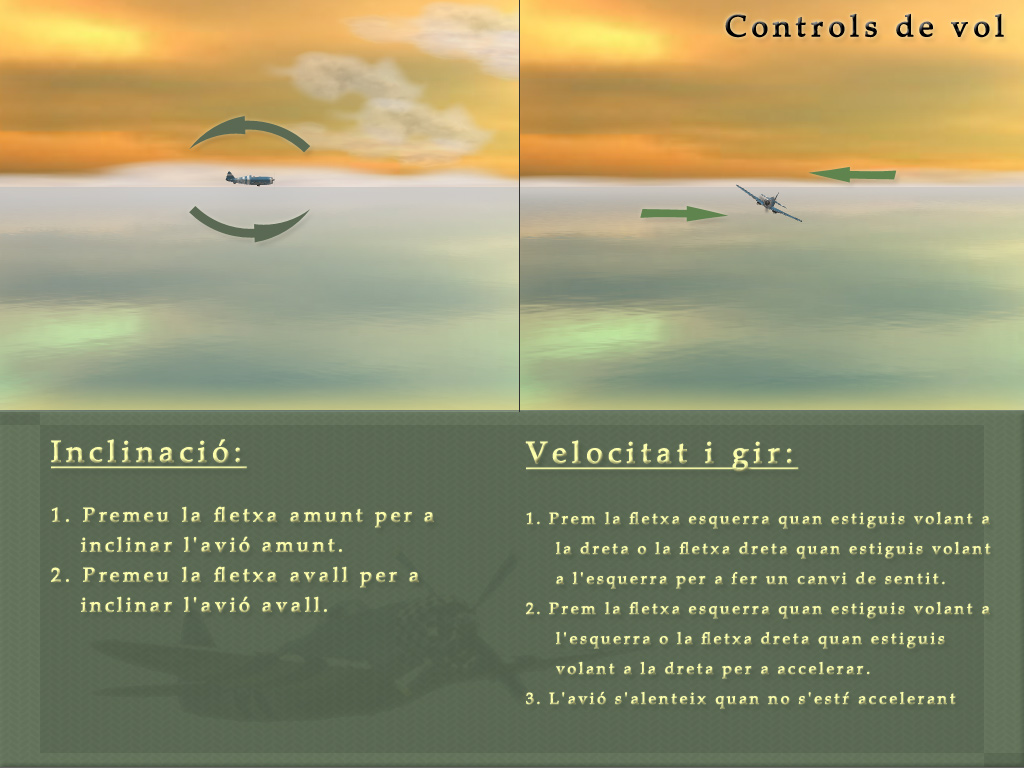 Controls de vol
Inclinació:
1. Premeu la fletxa amunt per a
inclinar l'avió amunt.
2. Premeu la fletxa avall per a
inclinar l'avió avall.
Velocitat i gir:
1. Prem la fletxa esquerra quan estiguis volant a
la dreta o la fletxa dreta quan estiguis volant
a l'esquerra per a fer un canvi de sentit.
2. Prem la fletxa esquerra quan estiguis volant a
l'esquerra o la fletxa dreta quan estiguis
volant a la dreta per a accelerar.
3. L'avió s'alenteix quan no s'estŕ accelerant